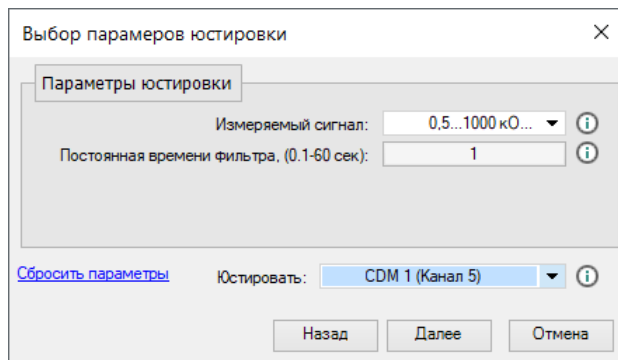 Выбор парамеров юстировки
Параметры юстировки
Измеряемый сигнал: 0,5...1000 кО...
Постоянная времени фильтра, (0.1-60 сек): 1
Сбросить параметры Юстировать: CDM 1 (Канал 5)
Назад Далее Отмена